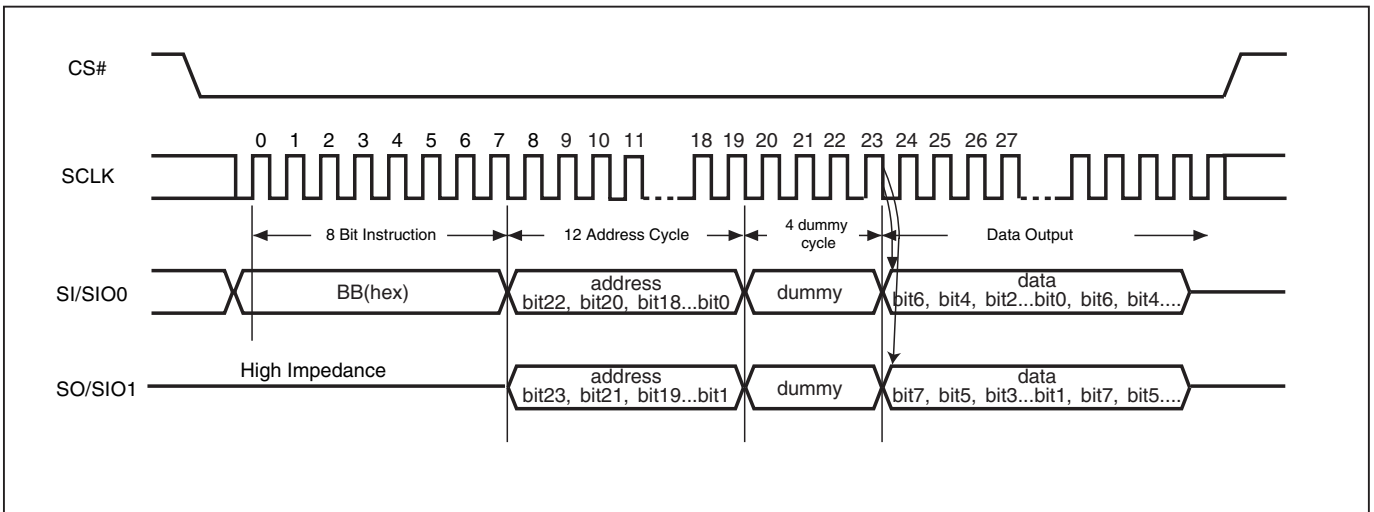 CS#
0 1 2 3 4 5 6 7 8 9 10 11 18 19 20 21 22 23 24 25 26 27
SCLK
8 Bit Instruction
12 Address Cycle
4 dummy
cycle
Data Output
SI/SIO0
BB(hex)
address
bit22, bit20, bit18...bit0
dummy
data
bit6, bit4, bit2...bit0, bit6, bit4....
High Impedance
SO/SIO1
address
bit23, bit21, bit19...bit1
dummy
data
bit7, bit5, bit3...bit1, bit7, bit5....